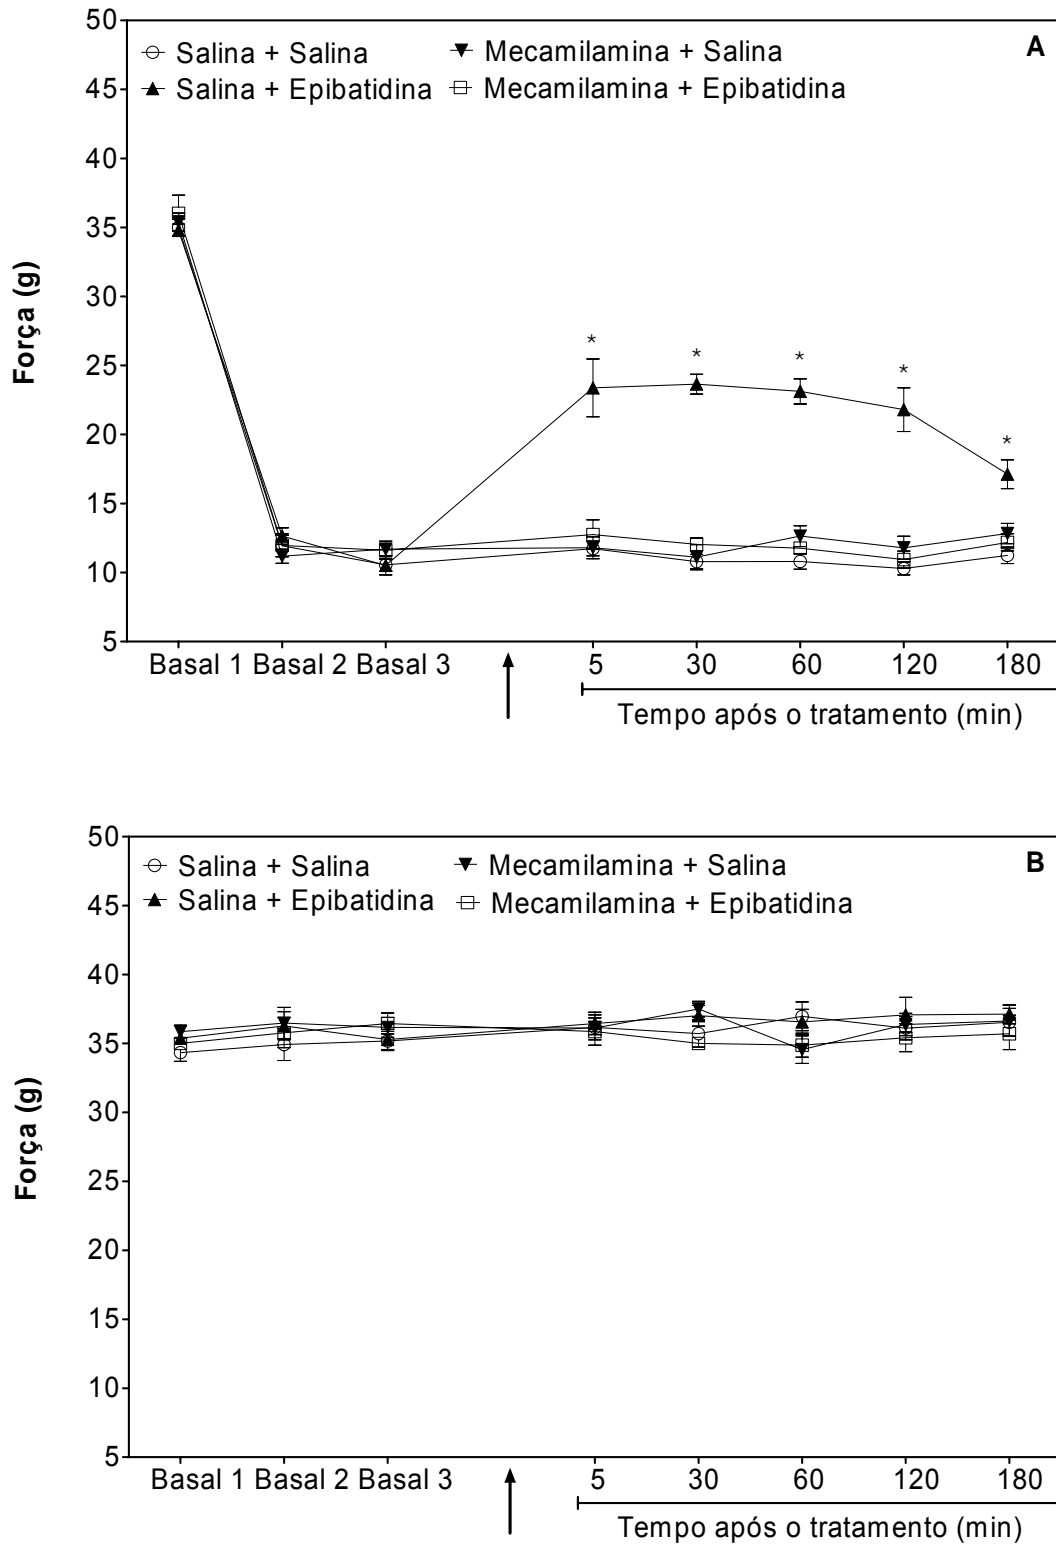 50
A
Salina + Salina
Mecamilamina + Salina
Salina + Epibatidina
Mecamilamina + Epibatidina
45
40
35
30
25
20
15
10
5
Força (g)
*
*
*
*
*
Basal 1 Basal 2 Basal 3 5 30 60 120 180
Tempo após o tratamento (min)
50
B
Salina + Salina
Mecamilamina + Salina
Salina + Epibatidina
Mecamilamina + Epibatidina
45
40
35
30
25
20
15
10
5
Força (g)
Basal 1 Basal 2 Basal 3 5 30 60 120 180
Tempo após o tratamento (min)